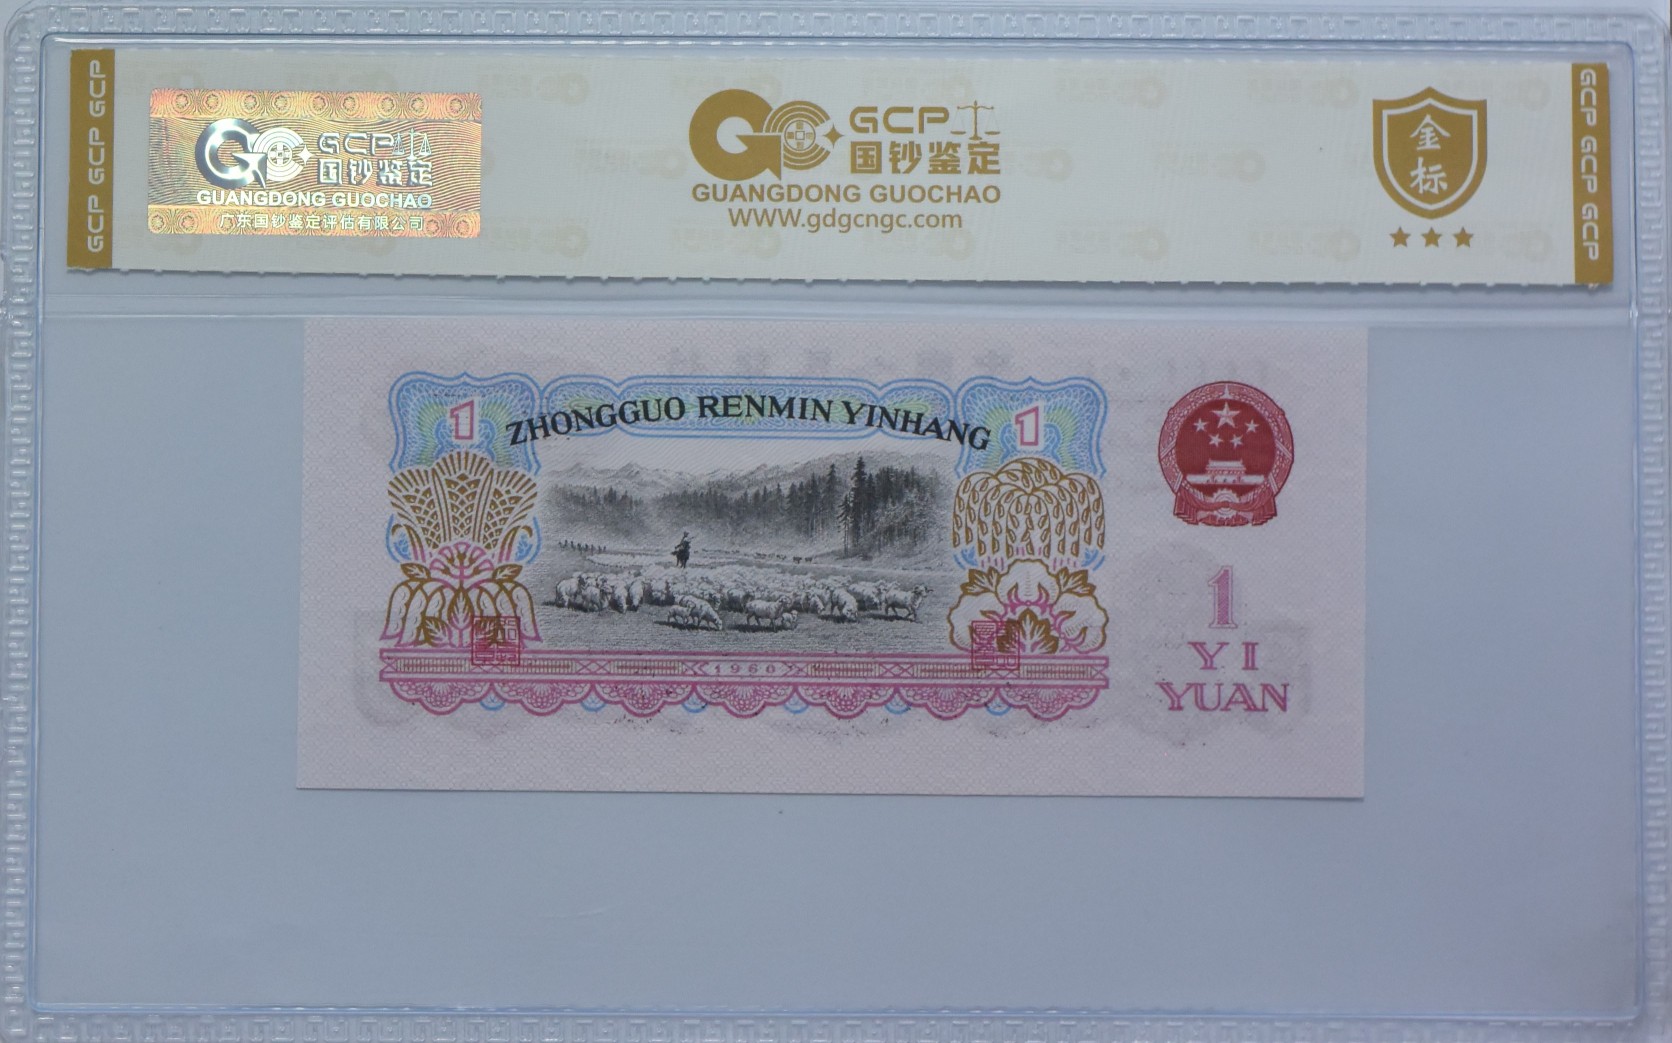 GCP GCP GCP
GCP
国钞鉴定
GUANGDONG GUOCHAO
广东国钞鉴定评估有限公司
GCP
国钞鉴定
GUANGDONG GUOCHAO
WWW.gdgcngc.com
金标
GCP GCP GCP
1
ZHONGGUO RENMIN YINHANG
1
1960
1
YI
YUAN